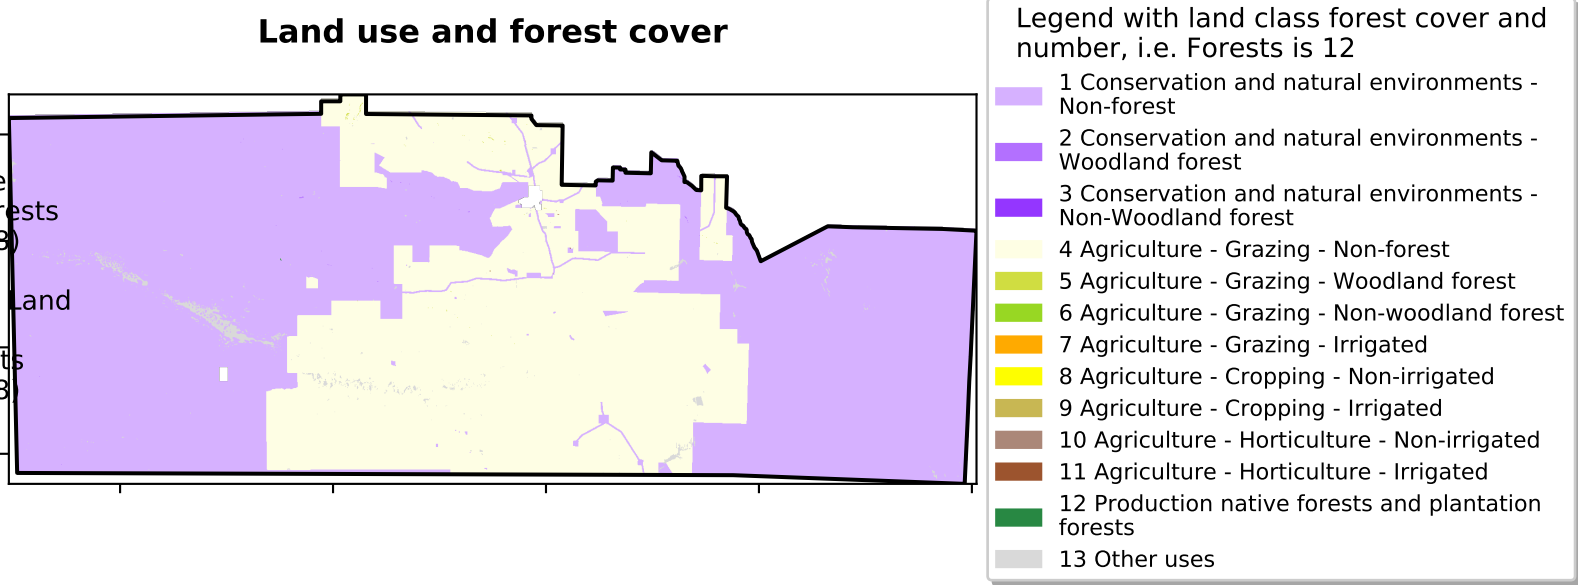 Land use and forest cover
e
rests
8)
Land
ts
8)
Legend with land class forest cover and
number, i.e. Forests is 12
1 Conservation and natural environments -
Non-forest
2 Conservation and natural environments -
Woodland forest
3 Conservation and natural environments -
Non-Woodland forest
4 Agriculture - Grazing - Non-forest
5 Agriculture - Grazing - Woodland forest
6 Agriculture - Grazing - Non-woodland forest
7 Agriculture - Grazing - Irrigated
8 Agriculture - Cropping - Non-irrigated
9 Agriculture - Cropping - Irrigated
10 Agriculture - Horticulture - Non-irrigated
11 Agriculture - Horticulture - Irrigated
12 Production native forests and plantation
forests
13 Other uses